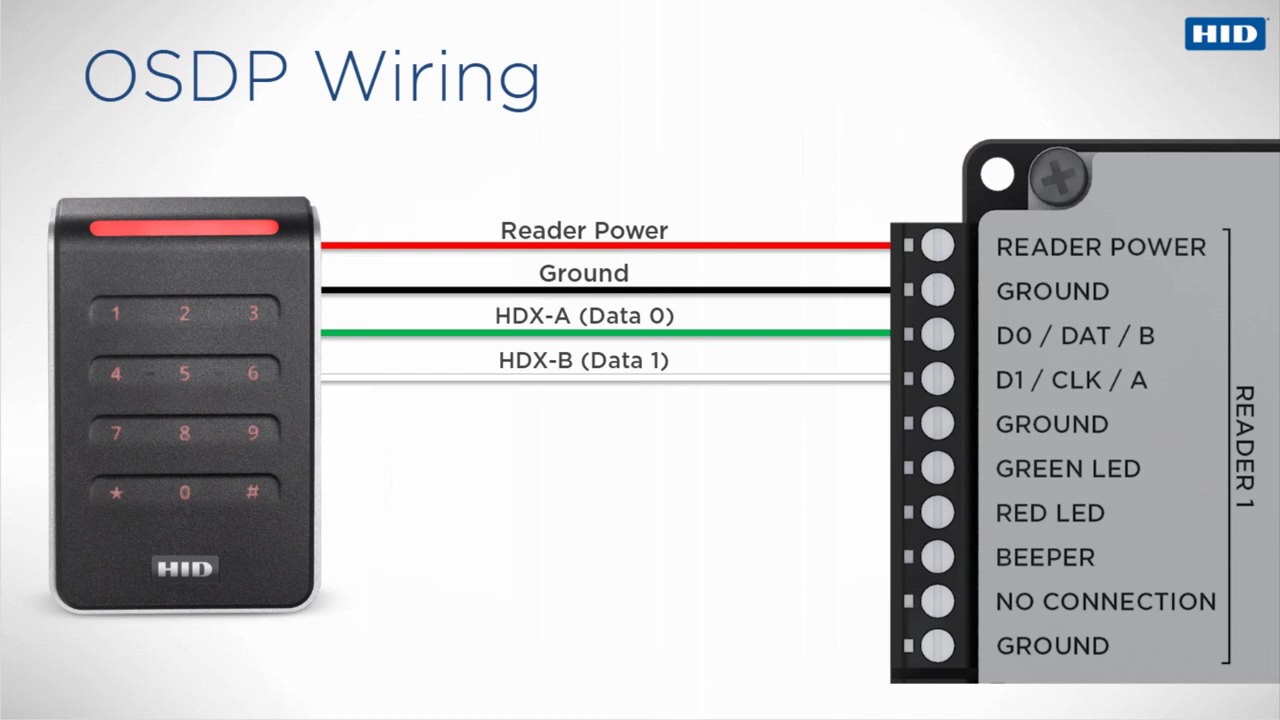 HID
OSDP Wiring
Reader Power
Ground
HDX-A (Data 0)
HDX-B (Data 1)
1 2 3
4 5 6
7 8 9
* 0 #
HID
READER POWER
GROUND
D0 / DAT / B
D1 / CLK / A
GROUND
GREEN LED
RED LED
BEEPER
NO CONNECTION
GROUND
READER 1